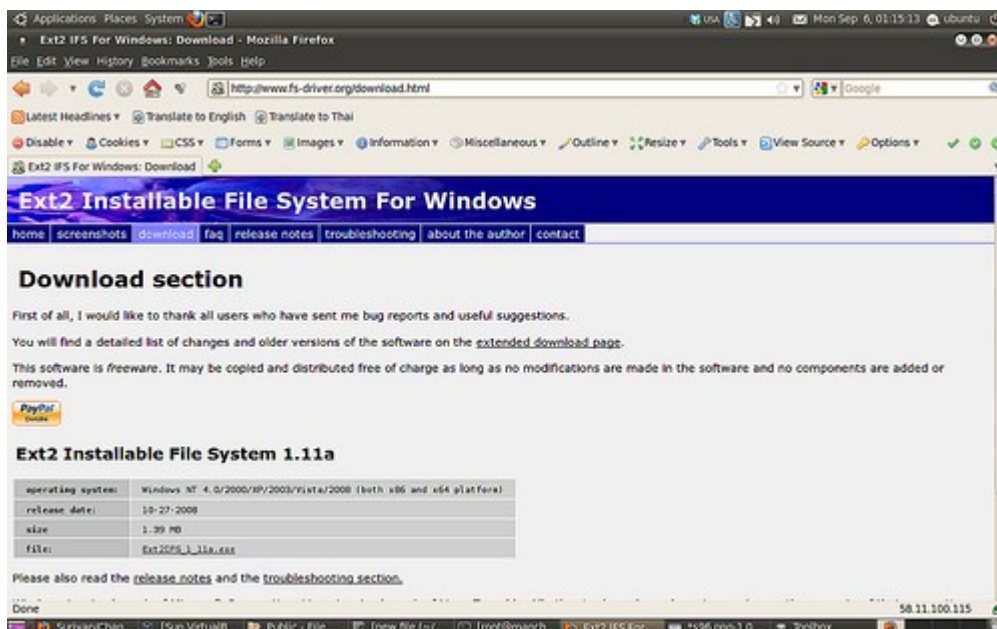 Applications Places System
USA
Mon Sep 6, 01:15:13
ubuntu
Ext2 IFS For Windows: Download - Mozilla Firefox
File Edit View History Bookmarks Tools Help
http://www.fs-driver.org/download.html
Google
Latest Headlines
Translate to English
Translate to Thai
Disable
Cookies
CSS
Forms
Images
Information
Miscellaneous
Outline
Resize
Tools
View Source
Options
Ext2 IFS For Windows: Download
Ext2 Installable File System For Windows
home screenshots download faq release notes troubleshooting about the author contact
Download section
First of all, I would like to thank all users who have sent me bug reports and useful suggestions.
You will find a detailed list of changes and older versions of the software on the extended download page.
This software is freeware. It may be copied and distributed free of charge as long as no modifications are made in the software and no components are added or
removed.
PayPal
Donate
Ext2 Installable File System 1.11a
operating system: Windows NT 4.0/2000/XP/2003/Vista/2008 (both x86 and x64 platform)
release date: 10-27-2008
size 1.39 MB
file: Ext2IFS_1_11a.exe
Please also read the release notes and the troubleshooting section.
Done
58.11.100.115